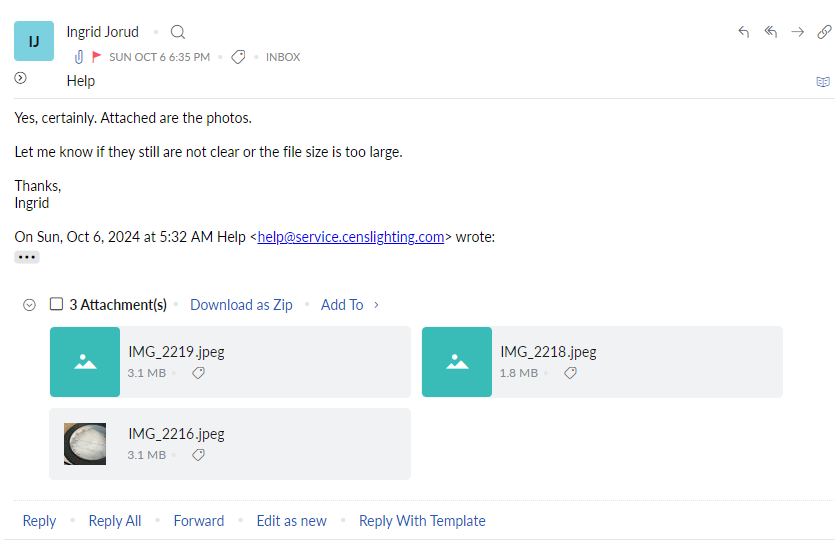 IJ
Ingrid Jorud
SUN OCT 6 6:35 PM
INBOX
Help
Yes, certainly. Attached are the photos.
Let me know if they still are not clear or the file size is too large.
Thanks,
Ingrid
On Sun, Oct 6, 2024 at 5:32 AM Help <help@service.censlighting.com> wrote:
3 Attachment(s)
Download as Zip
Add To
IMG_2219.jpeg
3.1 MB
IMG_2218.jpeg
1.8 MB
IMG_2216.jpeg
3.1 MB
Reply
Reply All
Forward
Edit as new
Reply With Template